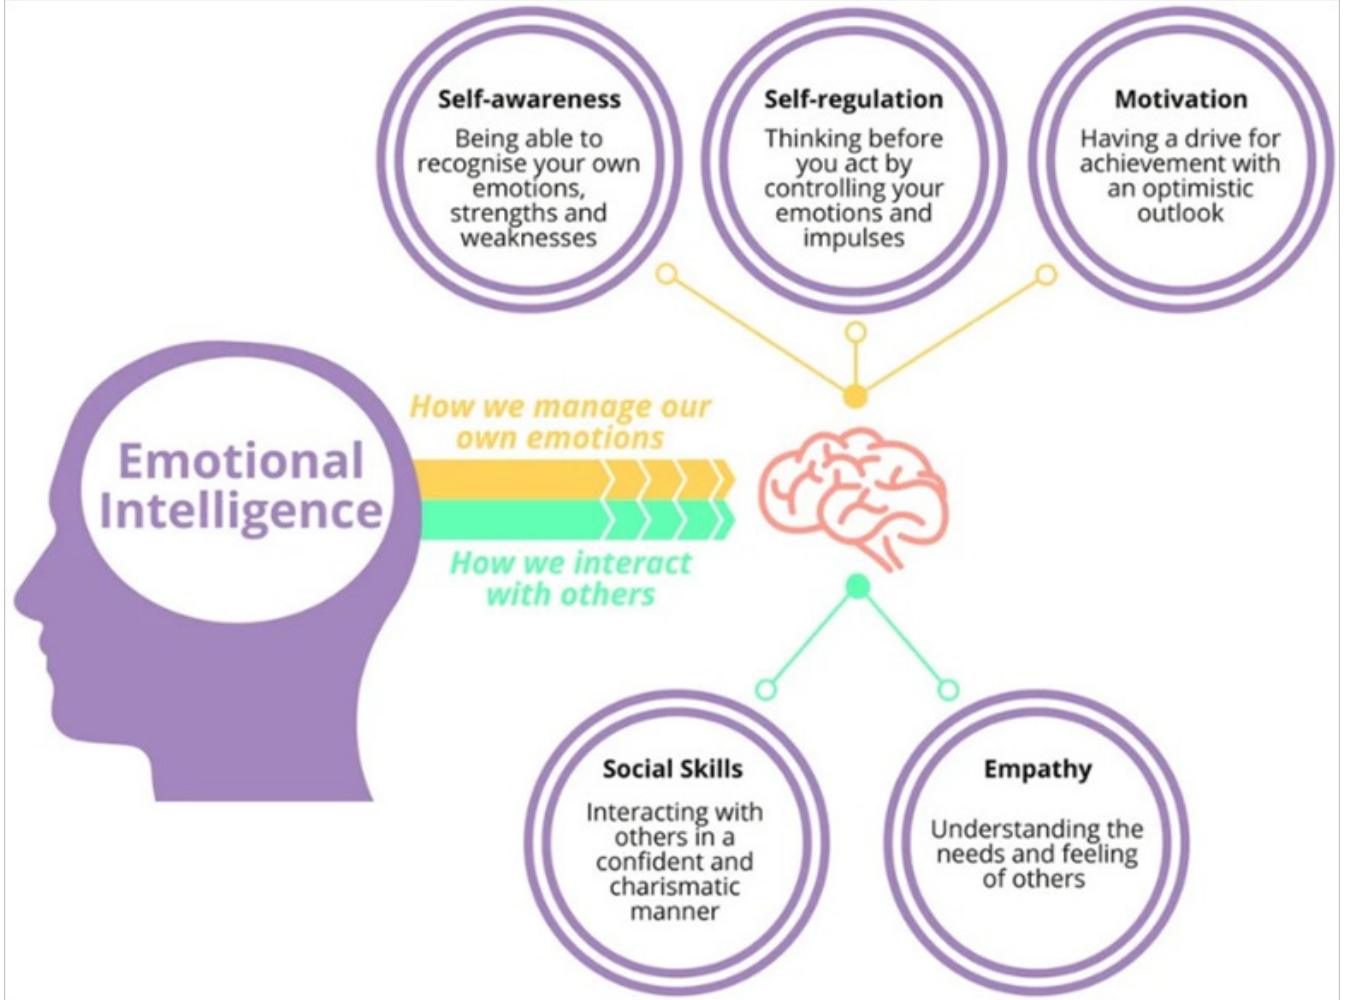 Self-awareness
Being able to
recognise your own
emotions,
strengths and
weaknesses
Self-regulation
Thinking before
you act by
controlling your
emotions and
impulses
Motivation
Having a drive for
achievement with
an optimistic
outlook
Emotional
Intelligence
How we manage our
own emotions
How we interact
with others
Social Skills
Interacting with
others in a
confident and
charismatic
manner
Empathy
Understanding the
needs and feeling
of others